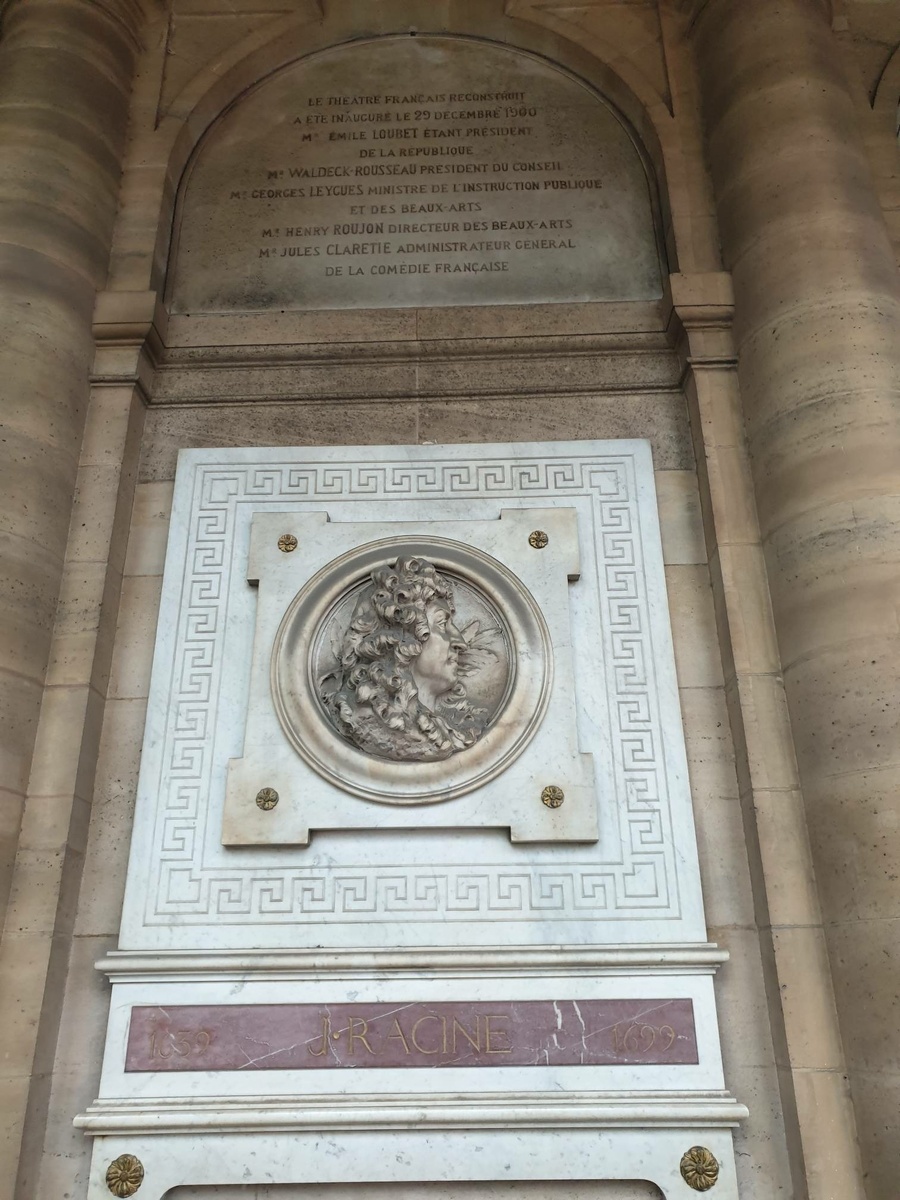 LE THEATRE FRANÇAIS RECONSTRUIT
A ÉTÉ INAUGURÉ LE 29 DÉCEMBRE 1900
MR ÉMILE LOUBET ÉTANT PRÉSIDENT
DE LA RÉPUBLIQUE
MR WALDECK-ROUSSEAU PRÉSIDENT DU CONSEIL
MR GEORGES LEYGUES MINISTRE DE L'INSTRUCTION PUBLIQUE
ET DES BEAUX-ARTS
MR HENRY ROUJON DIRECTEUR DES BEAUX-ARTS
MR JULES CLARETIE ADMINISTRATEUR GÉNÉRAL
DE LA COMÉDIE FRANÇAISE
1639 J·RACINE 1699